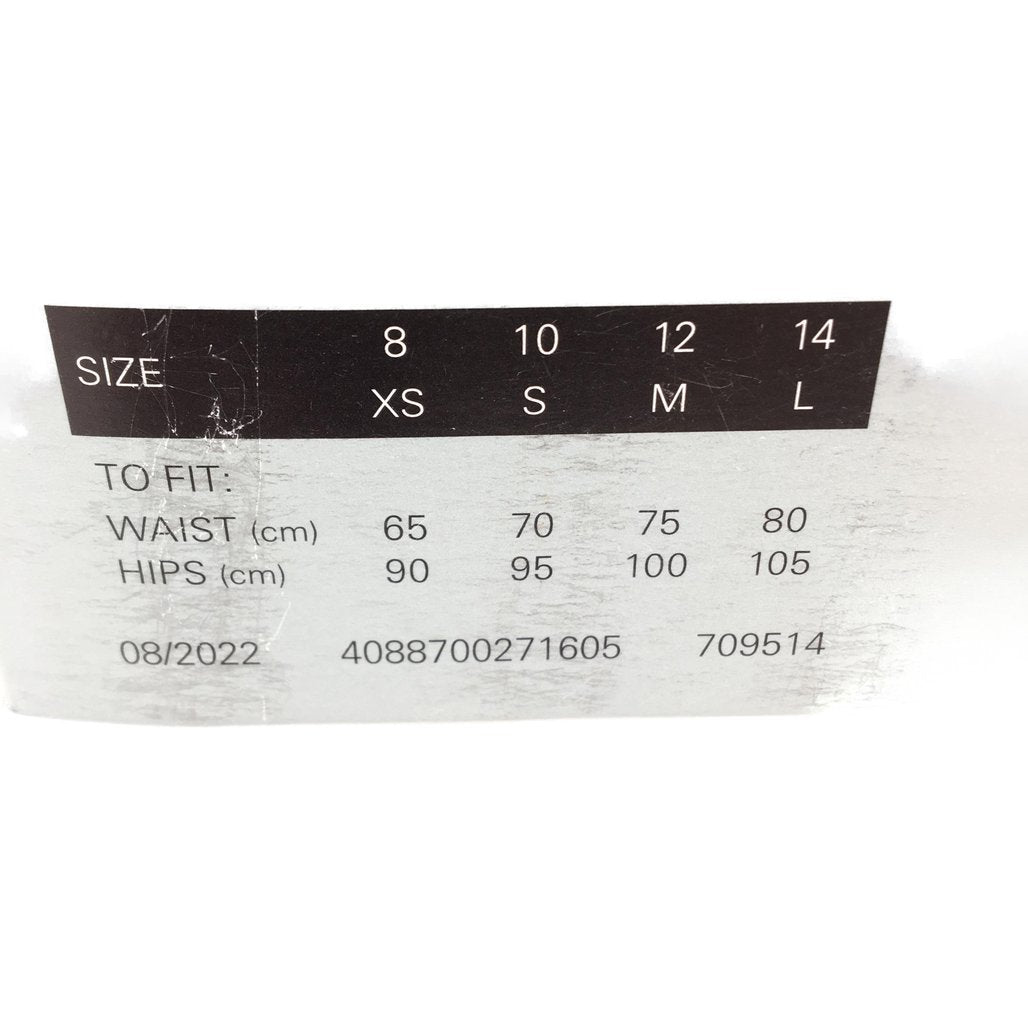 SIZE 8 10 12 14
XS S M L
TO FIT:
WAIST (cm) 65 70 75 80
HIPS (cm) 90 95 100 105
08/2022 4088700271605 709514